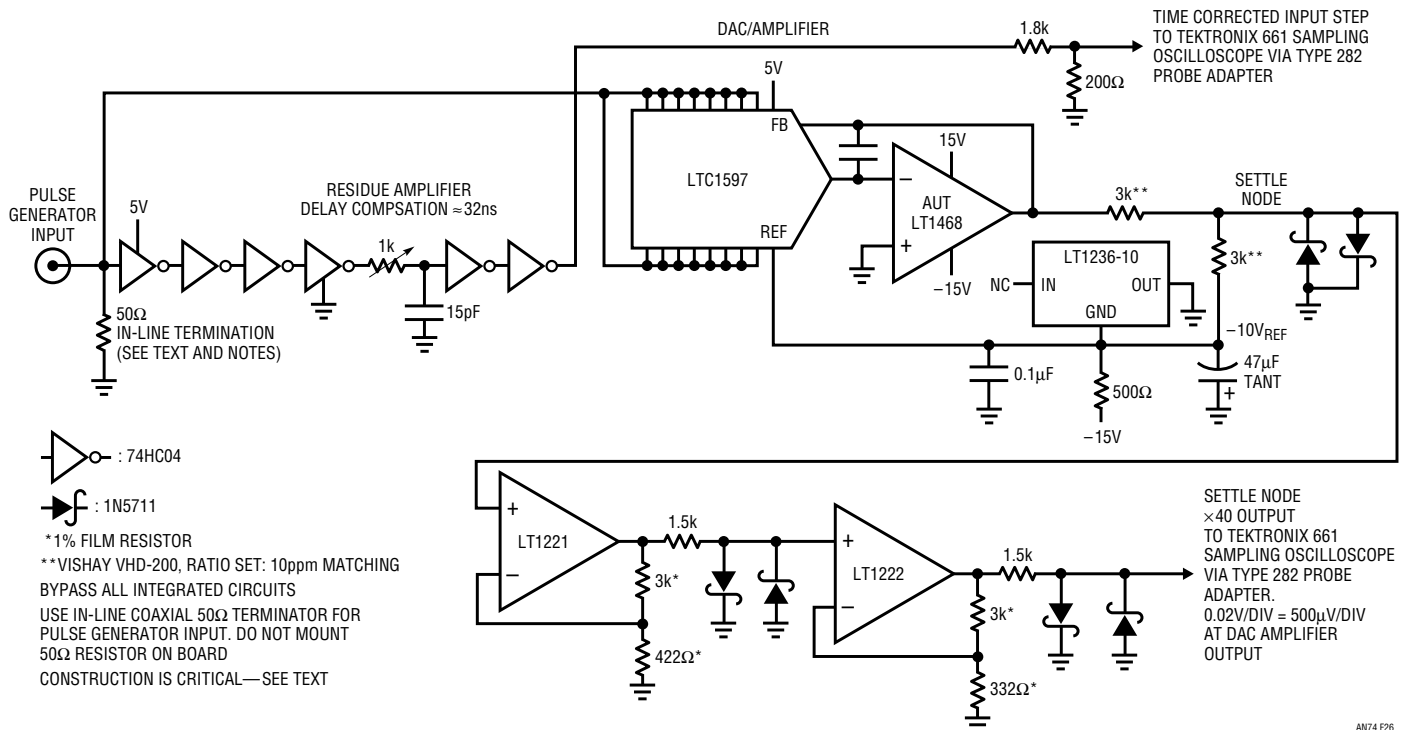 DAC/AMPLIFIER
1.8k
TIME CORRECTED INPUT STEP
TO TEKTRONIX 661 SAMPLING
OSCILLOSCOPE VIA TYPE 282
PROBE ADAPTER
200Ω
5V
FB
LTC1597
REF
15V
−
AUT
LT1468
+
−15V
3k**
SETTLE
NODE
3k**
LT1236-10
NC
IN
OUT
GND
−10VREF
0.1µF
500Ω
−15V
47µF
TANT
+
PULSE
GENERATOR
INPUT
5V
RESIDUE AMPLIFIER
DELAY COMPSATION ≈32ns
1k
15pF
50Ω
IN-LINE TERMINATION
(SEE TEXT AND NOTES)
: 74HC04
: 1N5711
*1% FILM RESISTOR
**VISHAY VHD-200, RATIO SET: 10ppm MATCHING
BYPASS ALL INTEGRATED CIRCUITS
USE IN-LINE COAXIAL 50Ω TERMINATOR FOR
PULSE GENERATOR INPUT. DO NOT MOUNT
50Ω RESISTOR ON BOARD
CONSTRUCTION IS CRITICAL—SEE TEXT
+
LT1221
−
1.5k
3k*
422Ω*
+
LT1222
−
1.5k
3k*
332Ω*
SETTLE NODE
×40 OUTPUT
TO TEKTRONIX 661
SAMPLING OSCILLOSCOPE
VIA TYPE 282 PROBE
ADAPTER.
0.02V/DIV = 500µV/DIV
AT DAC AMPLIFIER
OUTPUT
AN74 F26